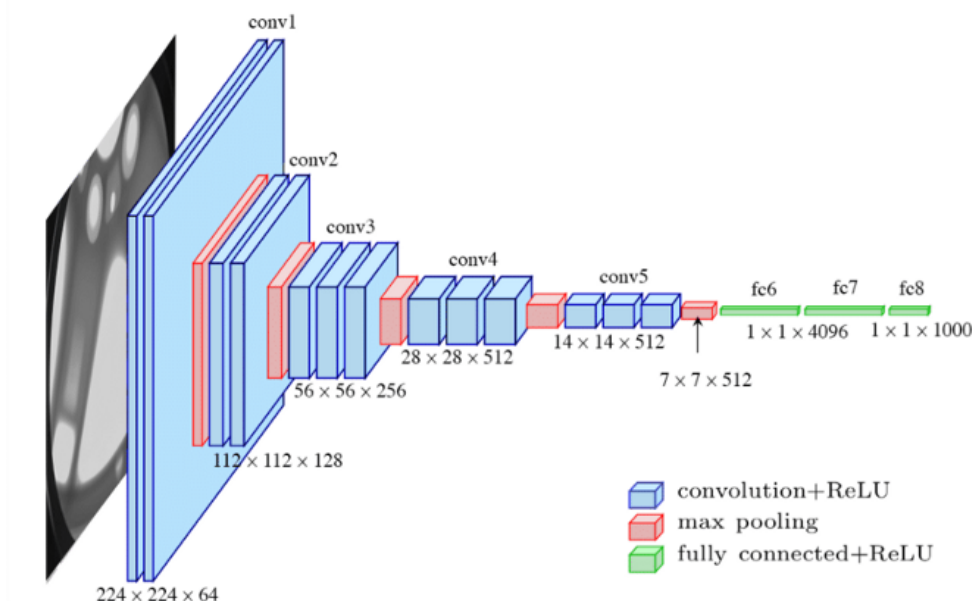 conv1
conv2
conv3
conv4
conv5
fc6
fc7
fc8
1 × 1 × 4096
1 × 1 × 1000
28 × 28 × 512
14 × 14 × 512
7 × 7 × 512
56 × 56 × 256
112 × 112 × 128
224 × 224 × 64
convolution+ReLU
max pooling
fully connected+ReLU